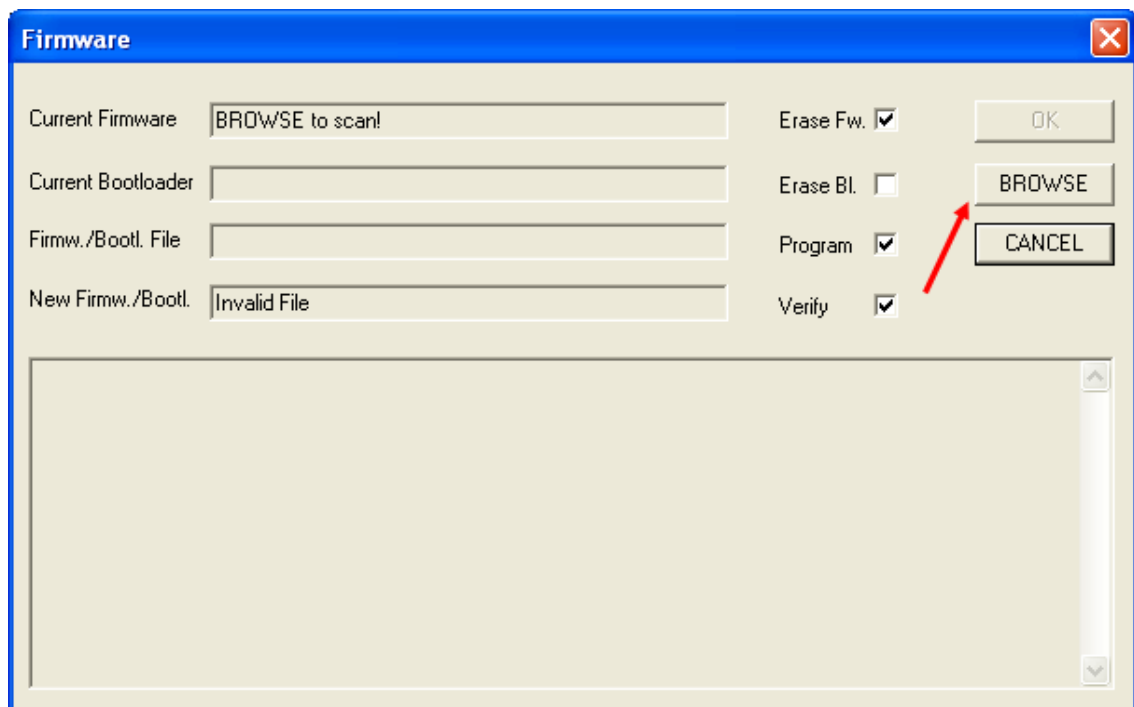 Firmware
Current Firmware BROWSE to scan! Erase Fw. OK
Current Bootloader Erase Bl. BROWSE
Firmw./Bootl. File Program CANCEL
New Firmw./Bootl. Invalid File Verify